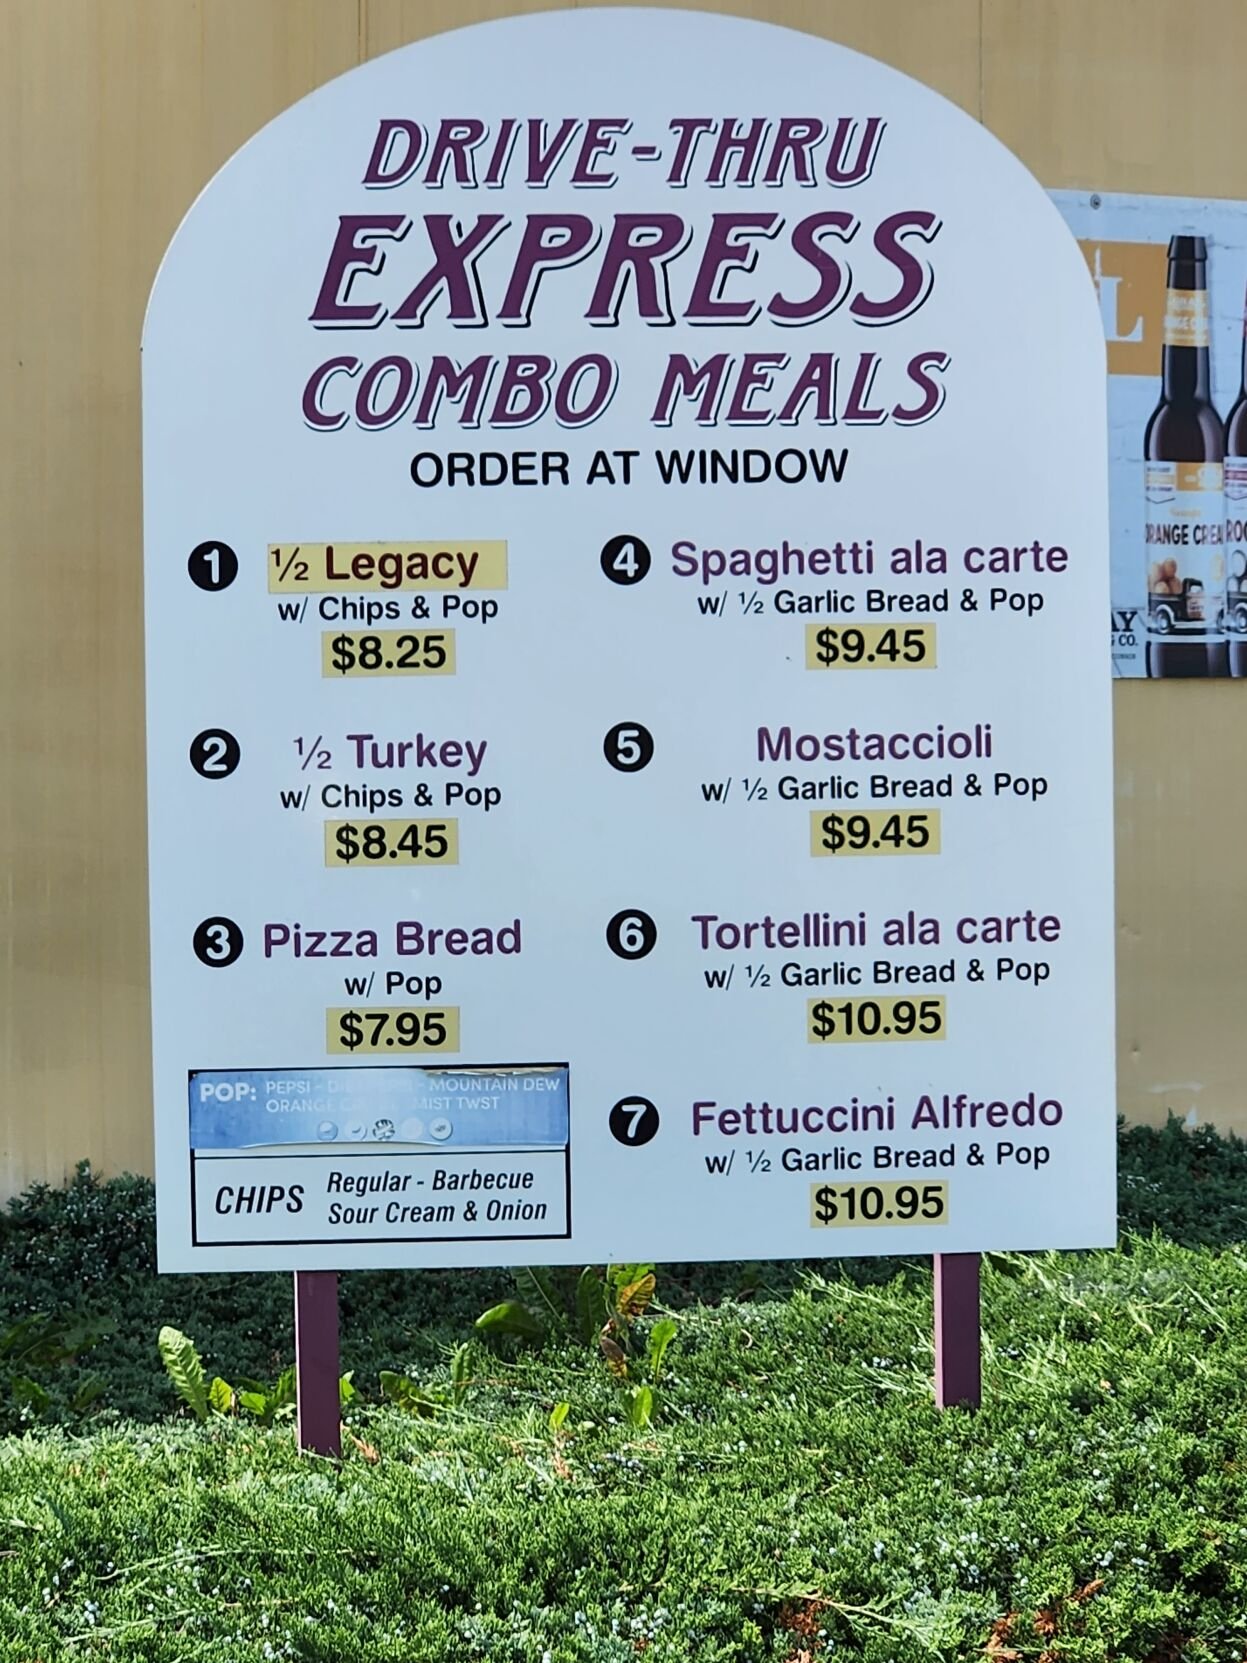 DRIVE-THRU
EXPRESS
COMBO MEALS
ORDER AT WINDOW
1 ½ Legacy
w/ Chips & Pop
$8.25
2 ½ Turkey
w/ Chips & Pop
$8.45
3 Pizza Bread
w/ Pop
$7.95
POP: PEPSI - - MOUNTAIN DEW
ORANGE MIST TWST
CHIPS
Regular - Barbecue
Sour Cream & Onion
4 Spaghetti ala carte
w/ ½ Garlic Bread & Pop
$9.45
5 Mostaccioli
w/ ½ Garlic Bread & Pop
$9.45
6 Tortellini ala carte
w/ ½ Garlic Bread & Pop
$10.95
7 Fettuccini Alfredo
w/ ½ Garlic Bread & Pop
$10.95
L
CO.